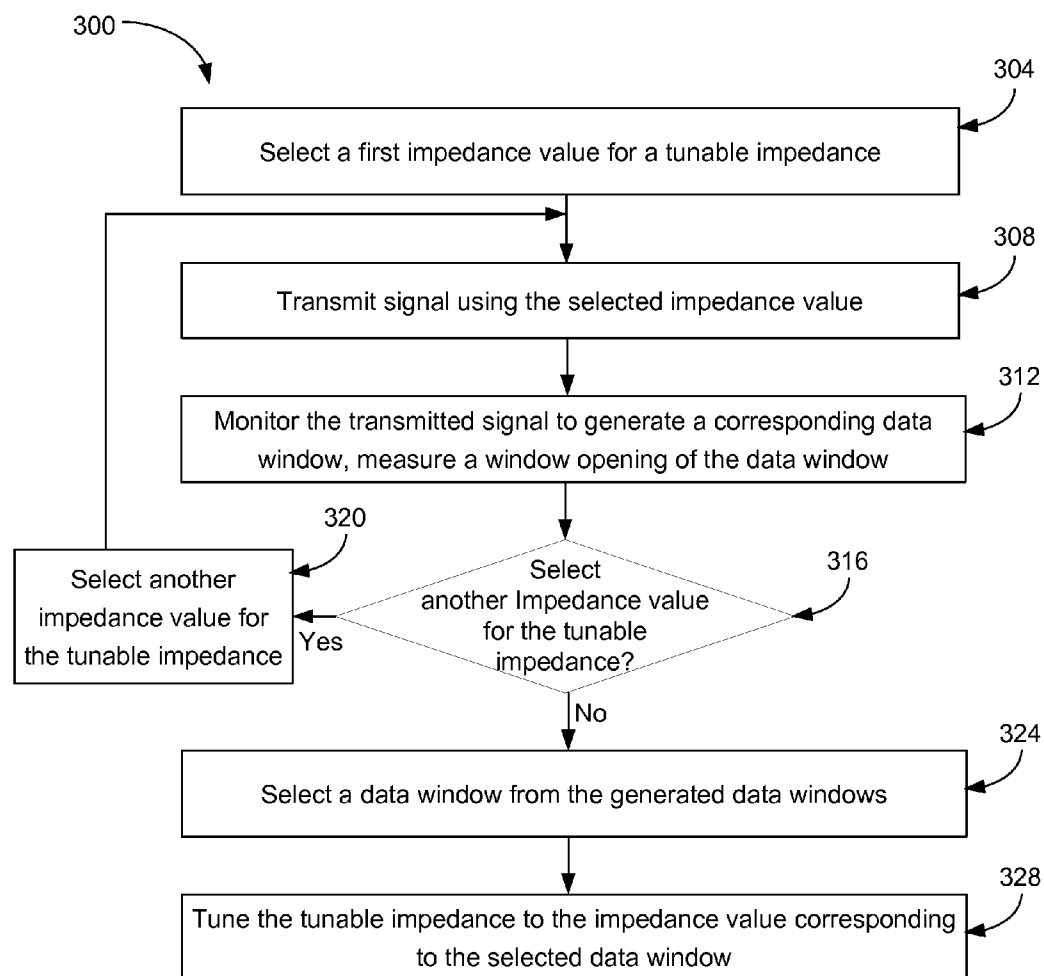 300
304
Select a first impedance value for a tunable impedance
308
Transmit signal using the selected impedance value
312
Monitor the transmitted signal to generate a corresponding data
window, measure a window opening of the data window
320
Select another
impedance value for
the tunable impedance
Yes
316
Select
another Impedance value
for the tunable
impedance?
No
324
Select a data window from the generated data windows
328
Tune the tunable impedance to the impedance value corresponding
to the selected data window